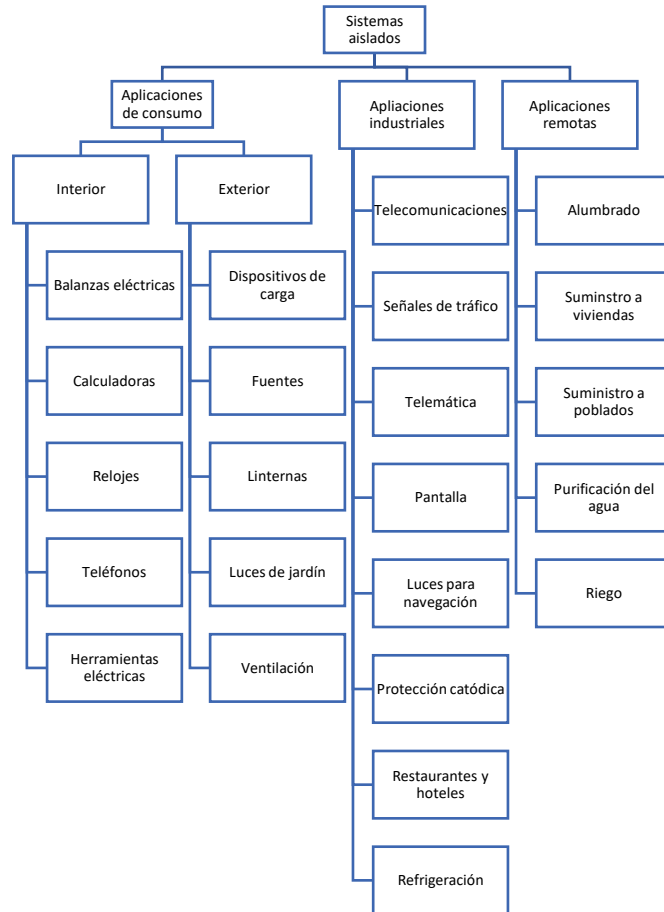 Sistemas
aislados
Aplicaciones
de consumo
Interior
Balanzas eléctricas
Calculadoras
Relojes
Teléfonos
Herramientas
eléctricas
Exterior
Dispositivos de
carga
Fuentes
Linternas
Luces de jardín
Ventilación
Apliaciones
industriales
Telecomunicaciones
Señales de tráfico
Telemática
Pantalla
Luces para
navegación
Protección catódica
Restaurantes y
hoteles
Refrigeración
Aplicaciones
remotas
Alumbrado
Suminstro a
viviendas
Suministro a
poblados
Purificación del
agua
Riego